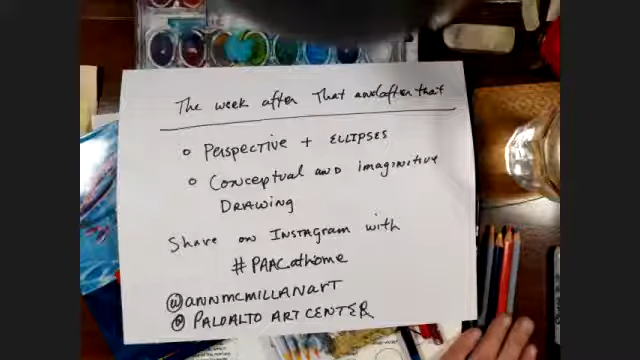 The week after That and/after that
○ Perspective + ELLIPSES
○ Conceptual AND imaginitive
DRAWING
Share on INSTAGRAM with
#PAACathome
@annmcmillanart
@ PALOALTO ART CENTER